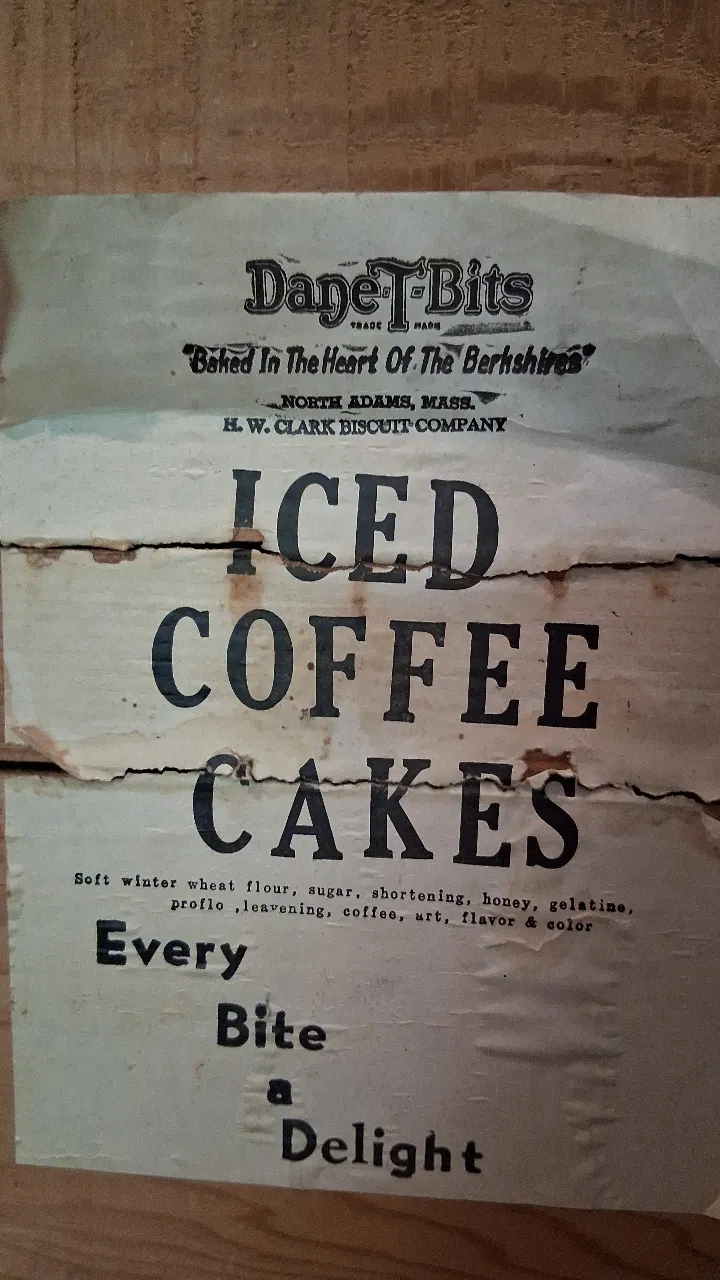 Dane-T-Bits
TRADE MARK
"Baked In The Heart Of The Berkshires"
NORTH ADAMS, MASS.
H. W. CLARK BISCUIT COMPANY
ICED
COFFEE
CAKES
Soft winter wheat flour, sugar, shortening, honey, gelatine,
proflo ,leavening, coffee, art, flavor & color
Every
Bite
a
Delight